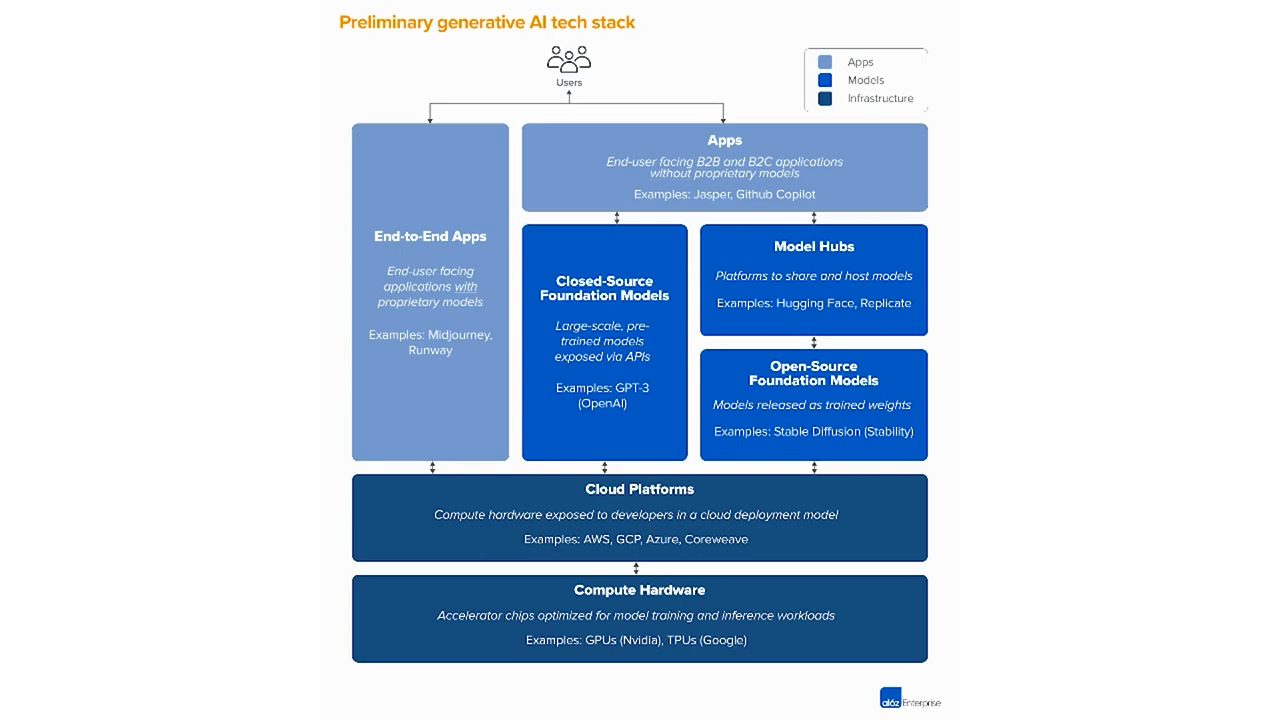 Preliminary generative AI tech stack
Users
Apps
Models
Infrastructure
End-to-End Apps
End-user facing
applications with
proprietary models
Examples: Midjourney,
Runway
Apps
End-user facing B2B and B2C applications
without proprietary models
Examples: Jasper, Github Copilot
Closed-Source
Foundation Models
Large-scale, pre-
trained models
exposed via APIs
Examples: GPT-3
(OpenAI)
Model Hubs
Platforms to share and host models
Examples: Hugging Face, Replicate
Open-Source
Foundation Models
Models released as trained weights
Examples: Stable Diffusion (Stability)
Cloud Platforms
Compute hardware exposed to developers in a cloud deployment model
Examples: AWS, GCP, Azure, Coreweave
Compute Hardware
Accelerator chips optimized for model training and inference workloads
Examples: GPUs (Nvidia), TPUs (Google)
a16z Enterprise